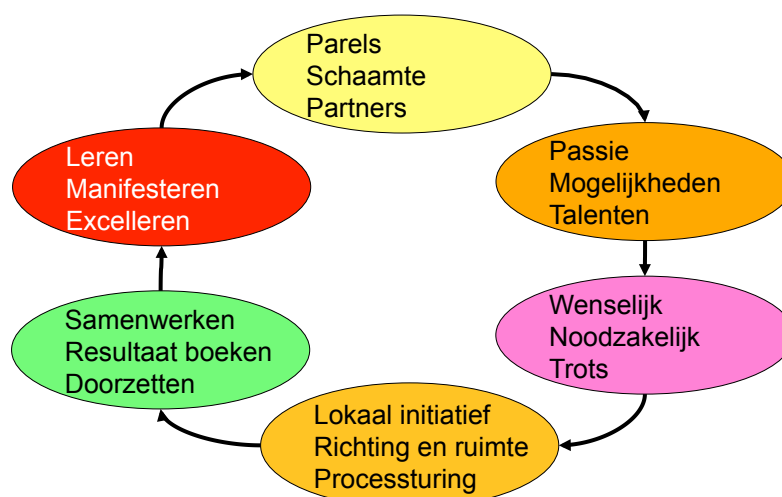 Parels
Schaamte
Partners
Passie
Mogelijkheden
Talenten
Wenselijk
Noodzakelijk
Trots
Lokaal initiatief
Richting en ruimte
Processturing
Samenwerken
Resultaat boeken
Doorzetten
Leren
Manifesteren
Excelleren